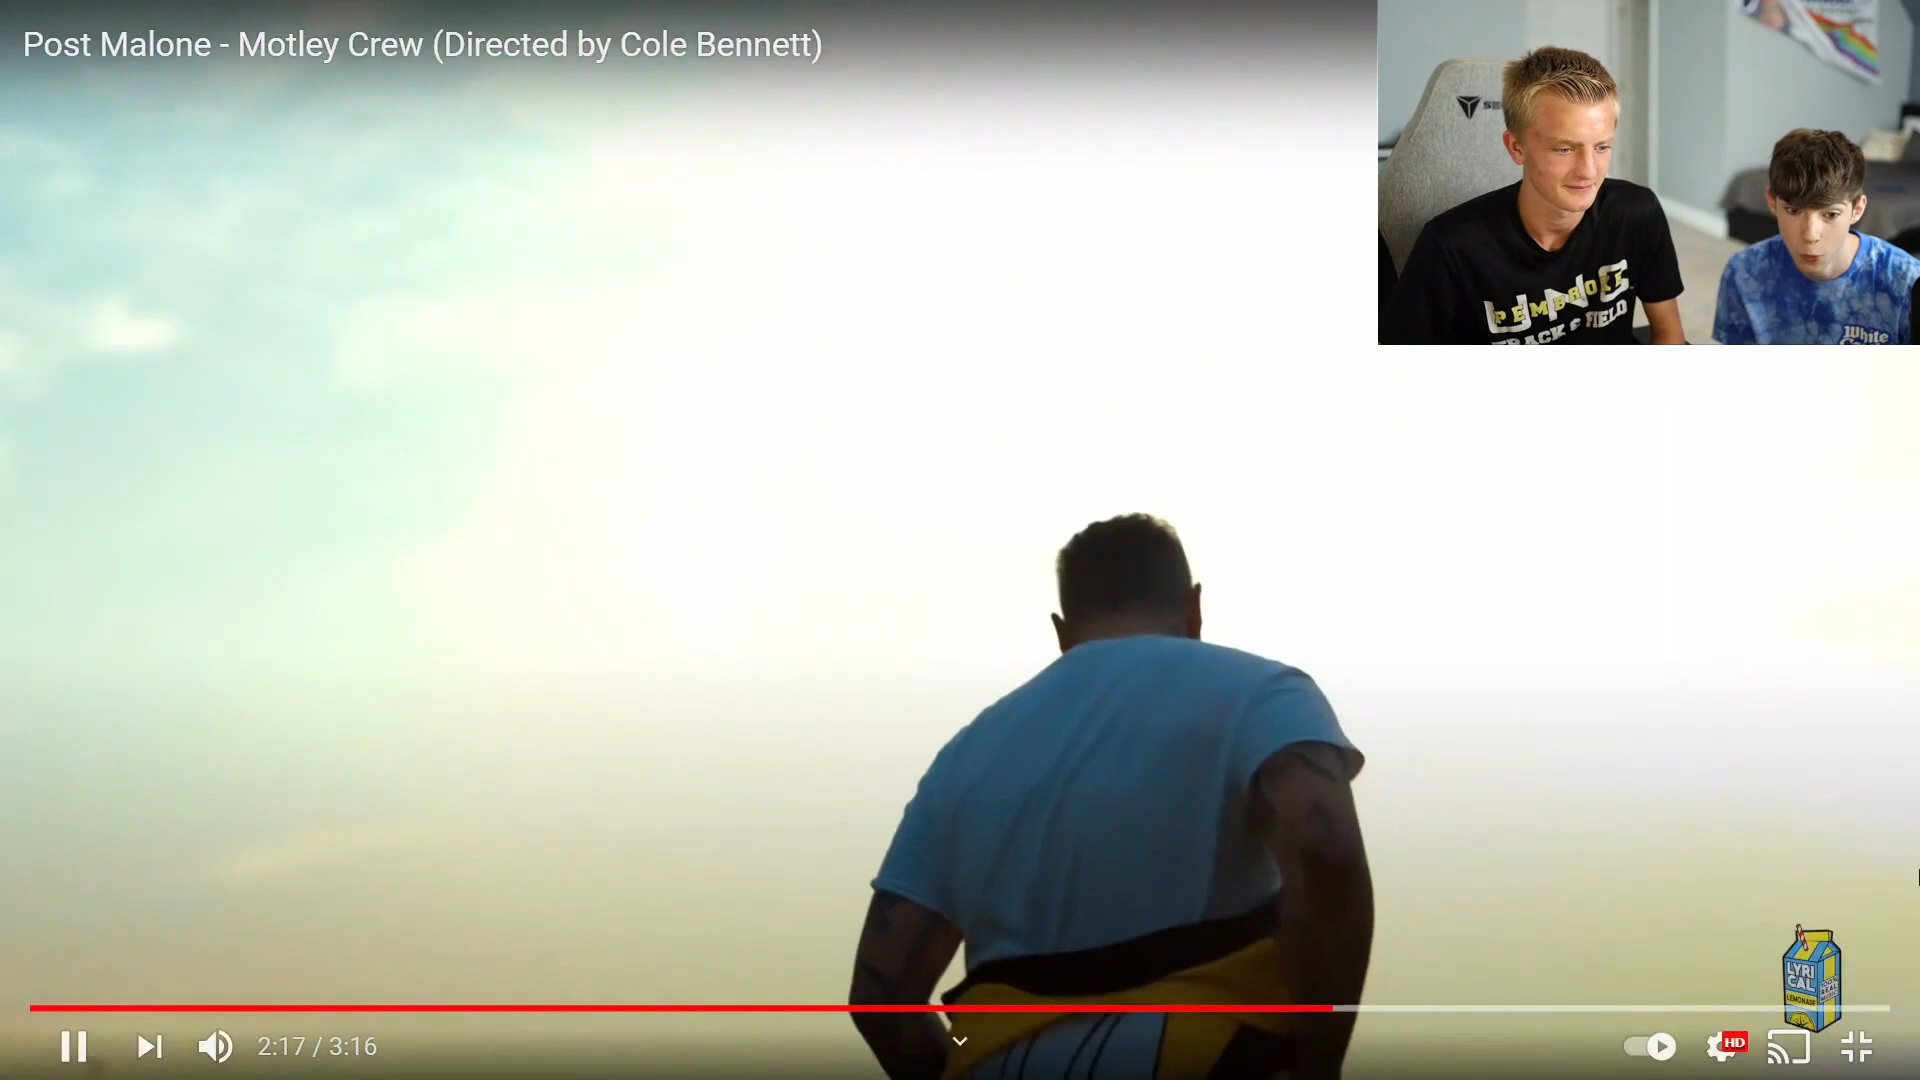 Post Malone - Motley Crew (Directed by Cole Bennett)
UNC
PEMBROKE
TRACK & FIELD
White
LYRI
CAL
LEMONADE
2:17 / 3:16
HD